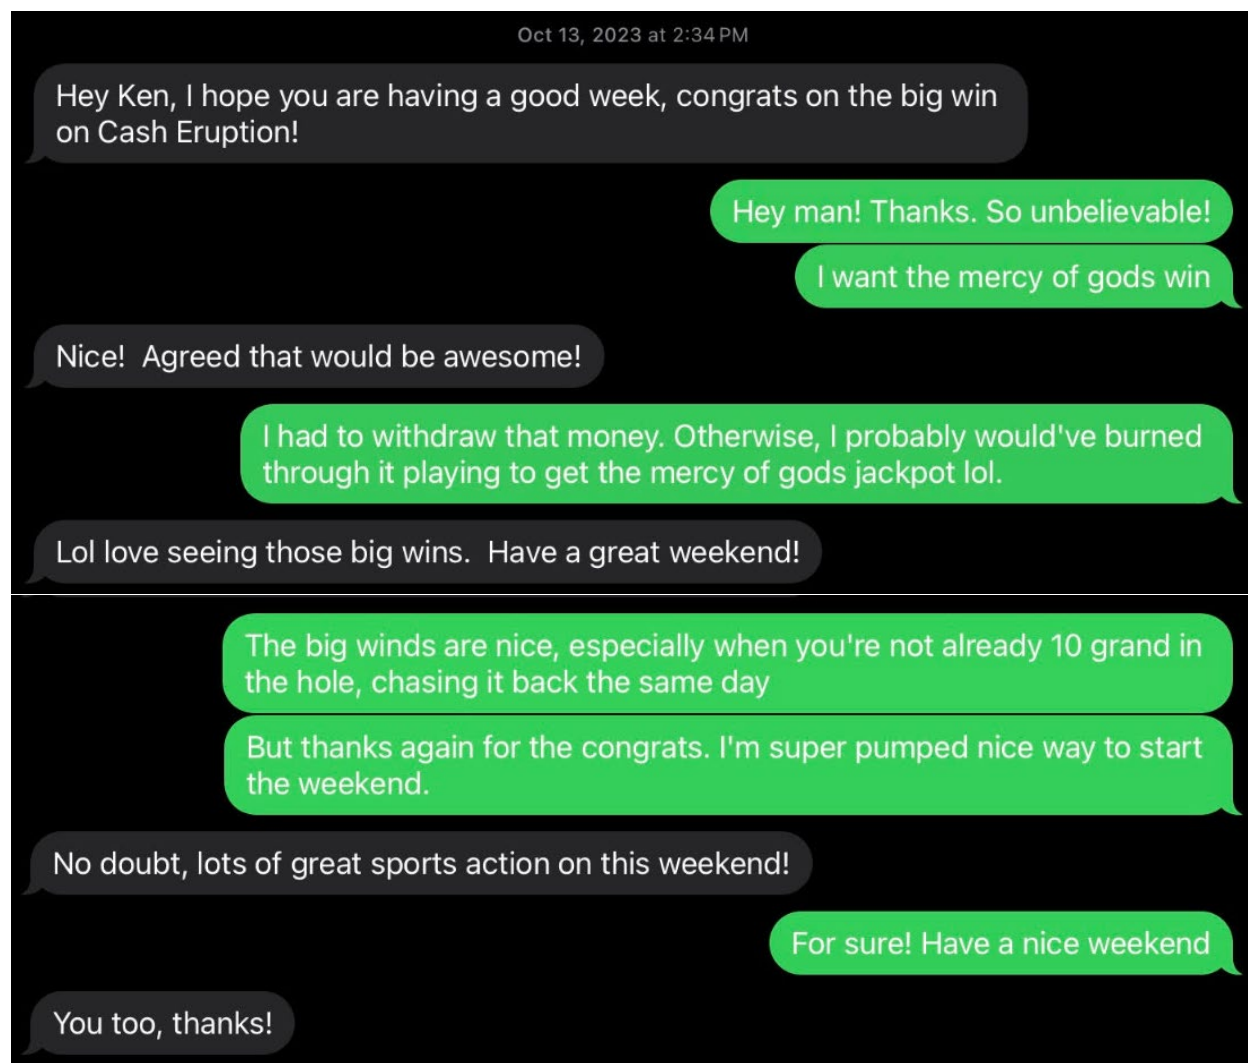 Oct 13, 2023 at 2:34 PM
Hey Ken, I hope you are having a good week, congrats on the big win
on Cash Eruption!
Hey man! Thanks. So unbelievable!
I want the mercy of gods win
Nice!  Agreed that would be awesome!
I had to withdraw that money. Otherwise, I probably would've burned
through it playing to get the mercy of gods jackpot lol.
Lol love seeing those big wins.  Have a great weekend!
The big winds are nice, especially when you're not already 10 grand in
the hole, chasing it back the same day
But thanks again for the congrats. I'm super pumped nice way to start
the weekend.
No doubt, lots of great sports action on this weekend!
For sure! Have a nice weekend
You too, thanks!